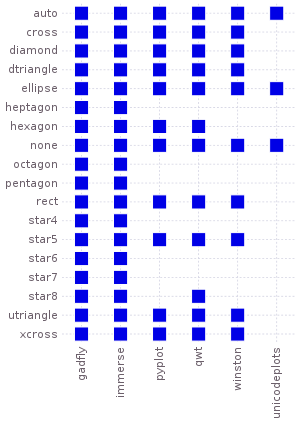 auto
cross
diamond
dtriangle
ellipse
heptagon
hexagon
none
octagon
pentagon
rect
star4
star5
star6
star7
star8
utriangle
xcross
gadfly
immerse
pyplot
qwt
winston
unicodeplots